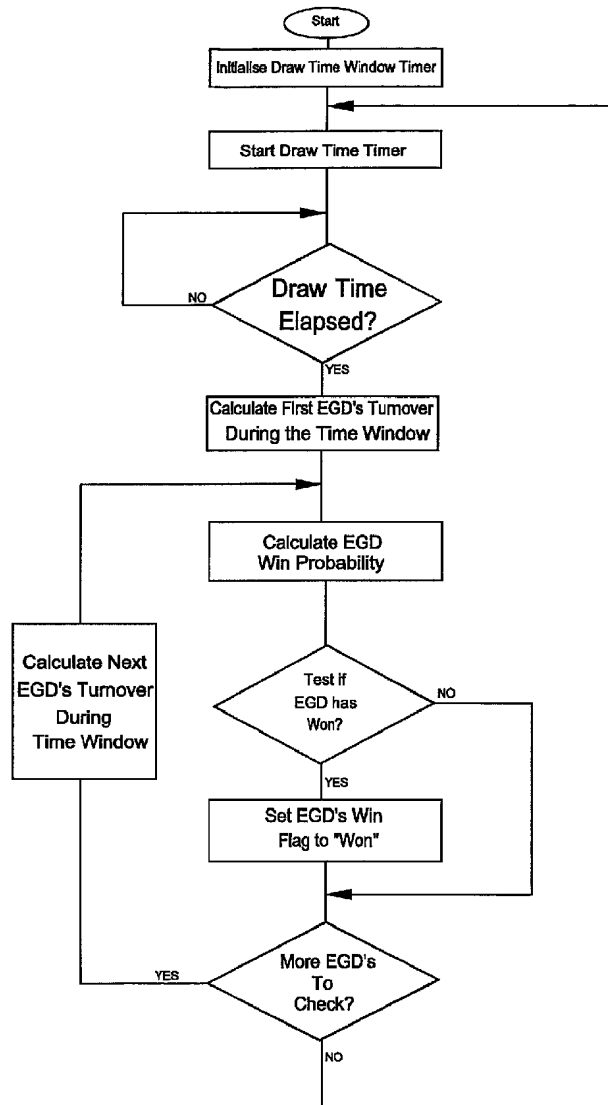 Start
Initialise Draw Time Window Timer
Start Draw Time Timer
Draw Time
Elapsed?
NO
YES
Calculate First EGD's Turnover
During the Time Window
Calculate EGD
Win Probability
Calculate Next
EGD's Turnover
During
Time Window
Test if
EGD has
Won?
NO
YES
Set EGD's Win
Flag to "Won"
More EGD's
To
Check?
YES
NO